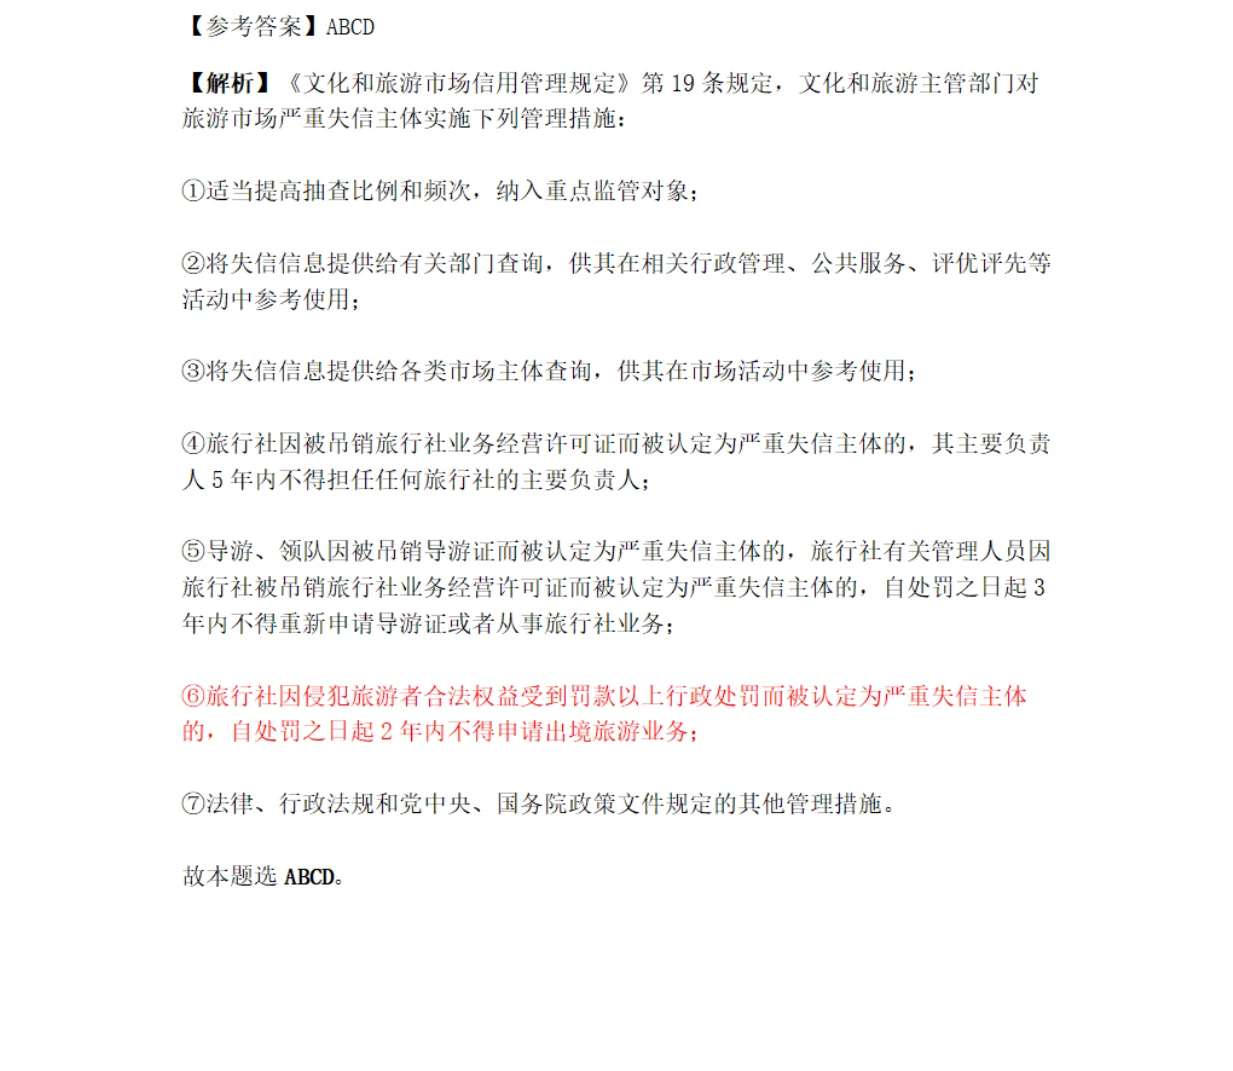 【参考答案】ABCD
【解析】《文化和旅游市场信用管理规定》第 19 条规定，文化和旅游主管部门对
旅游市场严重失信主体实施下列管理措施：
①适当提高抽查比例和频次，纳入重点监管对象；
②将失信信息提供给有关部门查询，供其在相关行政管理、公共服务、评优评先等
活动中参考使用；
③将失信信息提供给各类市场主体查询，供其在市场活动中参考使用；
④旅行社因被吊销旅行社业务经营许可证而被认定为严重失信主体的，其主要负责
人 5 年内不得担任任何旅行社的主要负责人；
⑤导游、领队因被吊销导游证而被认定为严重失信主体的，旅行社有关管理人员因
旅行社被吊销旅行社业务经营许可证而被认定为严重失信主体的，自处罚之日起 3
年内不得重新申请导游证或者从事旅行社业务；
⑥旅行社因侵犯旅游者合法权益受到罚款以上行政处罚而被认定为严重失信主体
的，自处罚之日起 2 年内不得申请出境旅游业务；
⑦法律、行政法规和党中央、国务院政策文件规定的其他管理措施。
故本题选 ABCD。